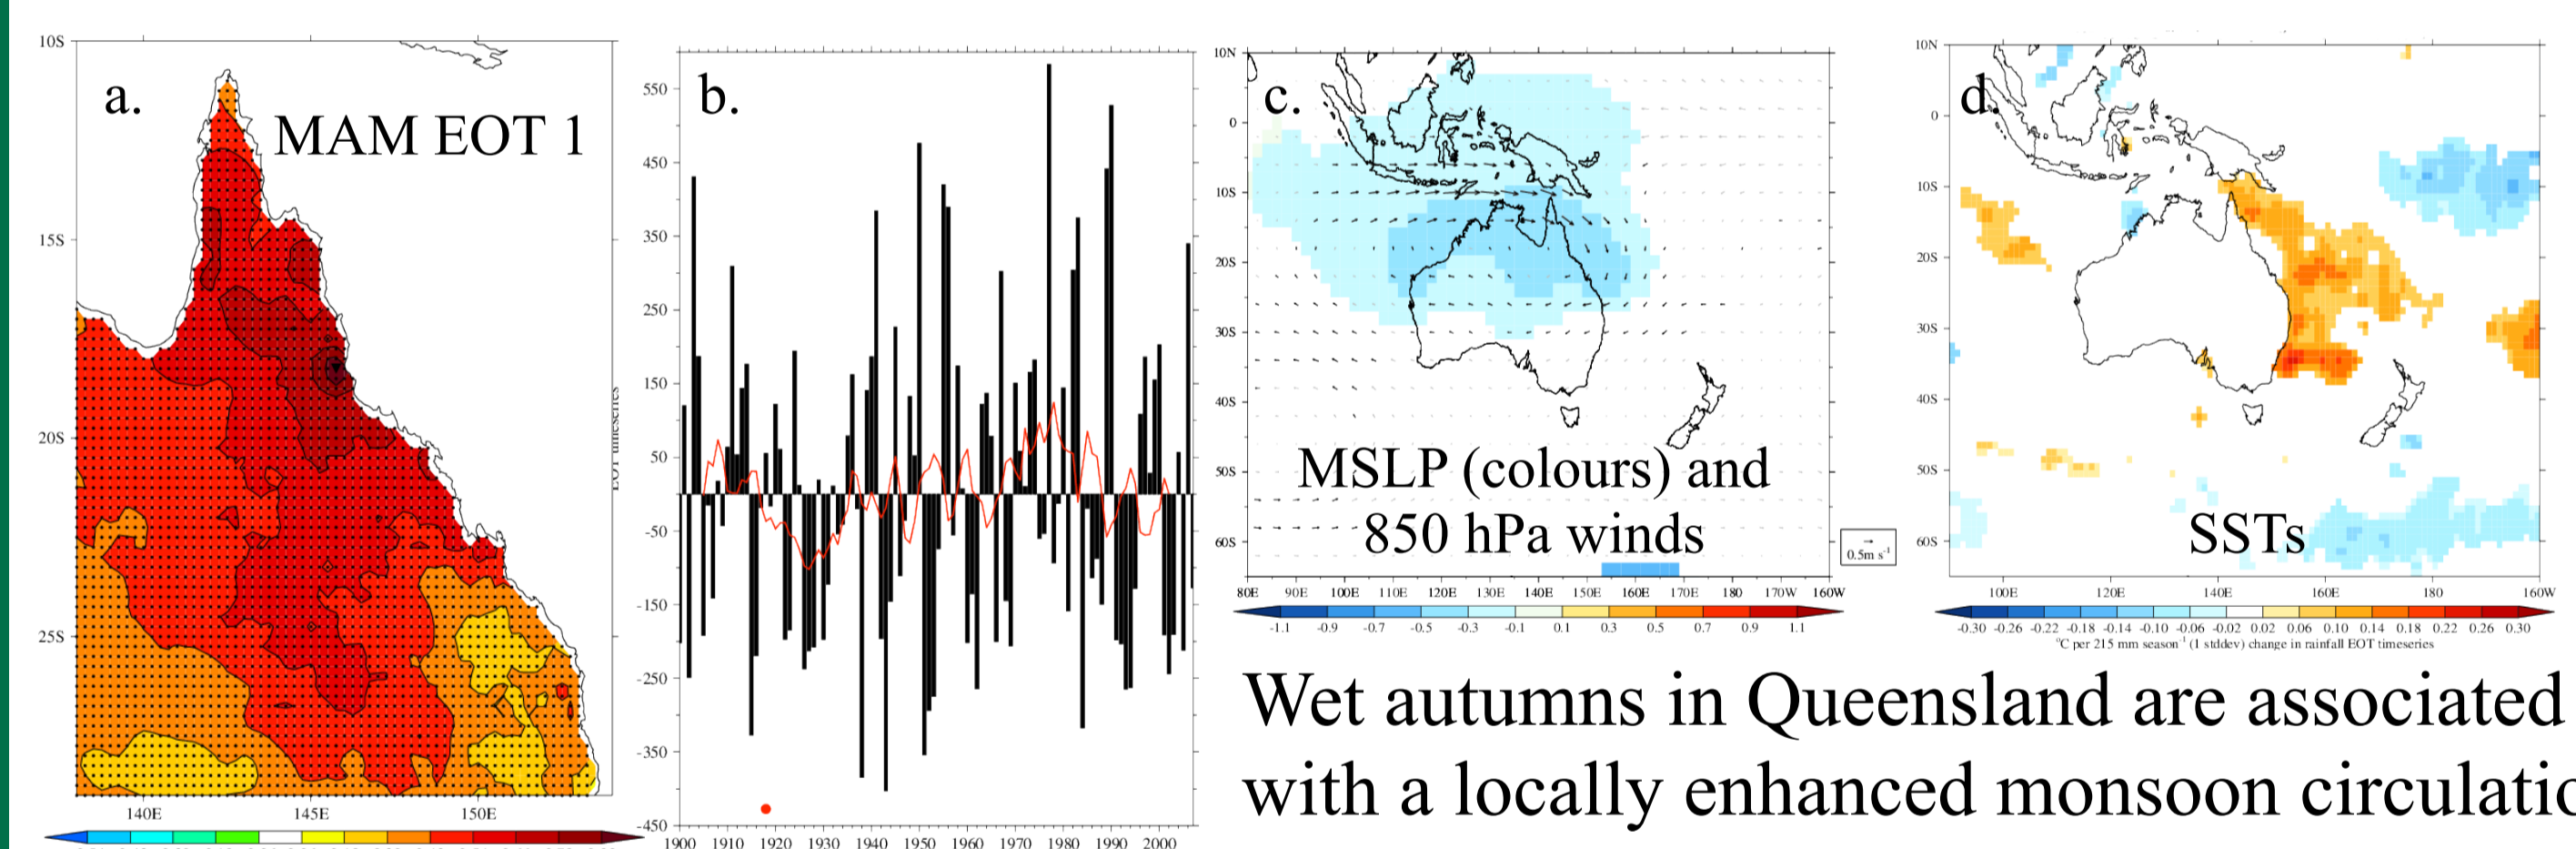 a.
MAM EOT 1
10S
15S
20S
25S
140E 145E 150E
b.
550
450
350
250
150
50
-50
-150
-250
-350
-450
1900 1910 1920 1930 1940 1950 1960 1970 1980 1990 2000
c.
10N
0
10S
20S
30S
40S
50S
60S
MSLP (colours) and
850 hPa winds
0.5m s⁻¹
80E 90E 100E 110E 120E 130E 140E 150E 160E 170E 180 170W 160W
-1.1 -0.9 -0.7 -0.5 -0.3 -0.1 0.1 0.3 0.5 0.7 0.9 1.1
d.
10N
0
10S
20S
30S
40S
50S
60S
SSTs
100E 120E 140E 160E 180 160W
-0.30 -0.26 -0.22 -0.18 -0.14 -0.10 -0.06 -0.02 0.02 0.06 0.10 0.14 0.18 0.22 0.26 0.30
°C per 215 mm season⁻¹ (1 stddev) change in rainfall EOT timeseries
Wet autumns in Queensland are associated
with a locally enhanced monsoon circulatio